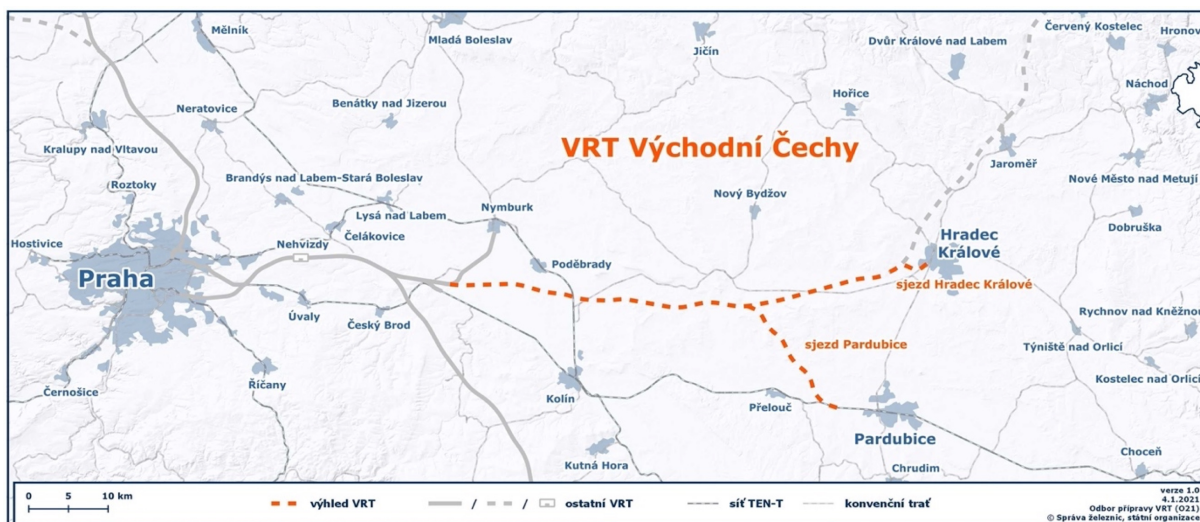 Mělník
Mladá Boleslav
Jičín
Dvůr Králové nad Labem
Červený Kostelec
Hronov
Náchod
Neratovice
Benátky nad Jizerou
Hořice
Kralupy nad Vltavou
VRT Východní Čechy
Jaroměř
Roztoky
Brandýs nad Labem-Stará Boleslav
Nové Město nad Metují
Nový Bydžov
Lysá nad Labem
Nymburk
Dobruška
Hostivice
Nehvizdy
Čelákovice
Hradec
Králové
Praha
Poděbrady
sjezd Hradec Králové
Úvaly
Český Brod
Rychnov nad Kněžnou
sjezd Pardubice
Týniště nad Orlicí
Černošice
Říčany
Kolín
Přelouč
Kostelec nad Orlicí
Pardubice
Choceň
Kutná Hora
Chrudim
0 5 10 km
výhled VRT
/ / ostatní VRT
síť TEN-T
konvenční trať
verze 1.0
4.1.2021
Odbor přípravy VRT (O21)
© Správa železnic, státní organizace